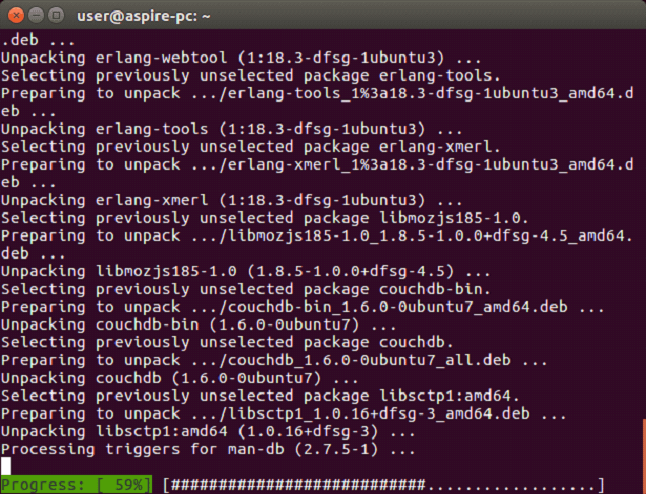 user@aspire-pc: ~
.deb ...
Unpacking erlang-webtool (1:18.3-dfsg-1ubuntu3) ...
Selecting previously unselected package erlang-tools.
Preparing to unpack .../erlang-tools_1%3a18.3-dfsg-1ubuntu3_amd64.d
eb ...
Unpacking erlang-tools (1:18.3-dfsg-1ubuntu3) ...
Selecting previously unselected package erlang-xmerl.
Preparing to unpack .../erlang-xmerl_1%3a18.3-dfsg-1ubuntu3_amd64.d
eb ...
Unpacking erlang-xmerl (1:18.3-dfsg-1ubuntu3) ...
Selecting previously unselected package libmozjs185-1.0.
Preparing to unpack .../libmozjs185-1.0_1.8.5-1.0.0+dfsg-4.5_amd64.
deb ...
Unpacking libmozjs185-1.0 (1.8.5-1.0.0+dfsg-4.5) ...
Selecting previously unselected package couchdb-bin.
Preparing to unpack .../couchdb-bin_1.6.0-0ubuntu7_amd64.deb ...
Unpacking couchdb-bin (1.6.0-0ubuntu7) ...
Selecting previously unselected package couchdb.
Preparing to unpack .../couchdb_1.6.0-0ubuntu7_all.deb ...
Unpacking couchdb (1.6.0-0ubuntu7) ...
Selecting previously unselected package libsctp1:amd64.
Preparing to unpack .../libsctp1_1.0.16+dfsg-3_amd64.deb ...
Unpacking libsctp1:amd64 (1.0.16+dfsg-3) ...
Processing triggers for man-db (2.7.5-1) ...
Progress: [ 59%] [###########################..................]